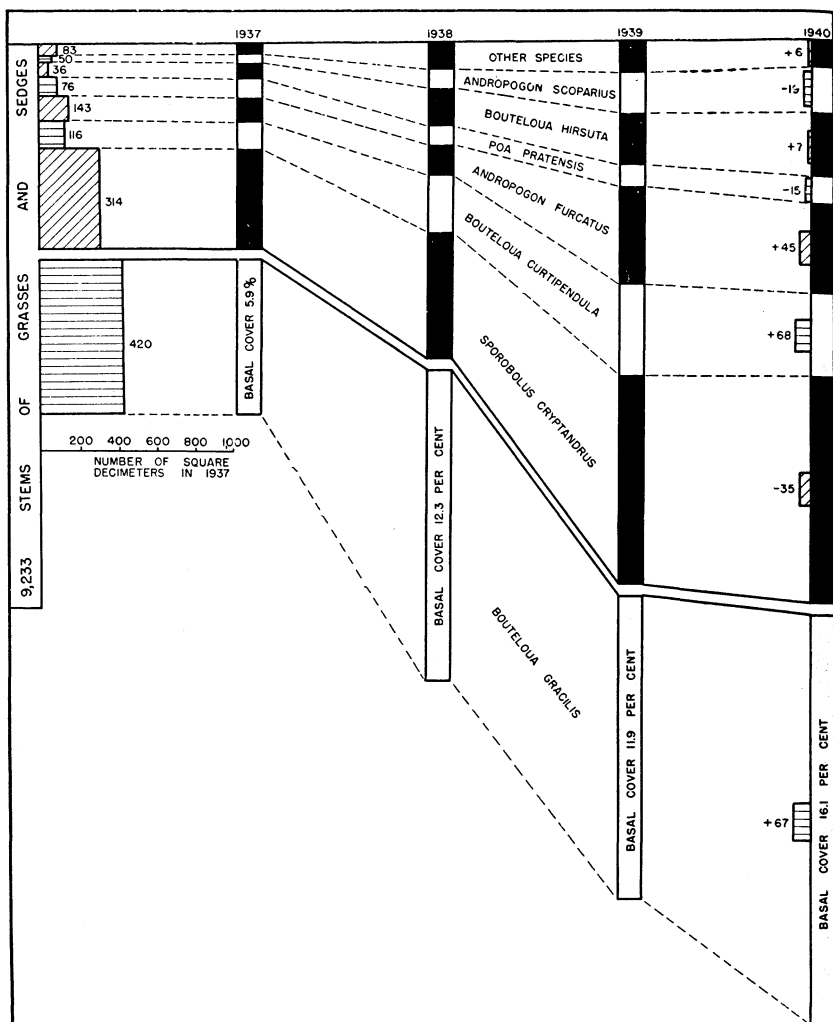 1937
1938
1939
1940
83
50
36
76
143
116
314
420
9,233 STEMS OF GRASSES AND SEDGES
200 400 600 800 1000
NUMBER OF SQUARE
DECIMETERS IN 1937
BASAL COVER 5.9%
BASAL COVER 12.3 PER CENT
BASAL COVER 11.9 PER CENT
BASAL COVER 16.1 PER CENT
OTHER SPECIES
ANDROPOGON SCOPARIUS
BOUTELOUA HIRSUTA
POA PRATENSIS
ANDROPOGON FURCATUS
BOUTELOUA CURTIPENDULA
SPOROBOLUS CRYPTANDRUS
BOUTELOUA GRACILIS
+6
+7
-15
+45
+68
-35
+67